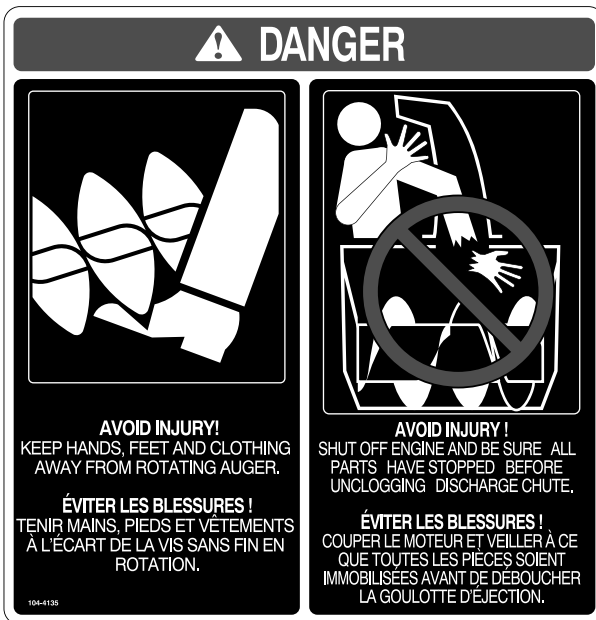 DANGER
AVOID INJURY!
KEEP HANDS, FEET AND CLOTHING
AWAY FROM ROTATING AUGER.
ÉVITER LES BLESSURES !
TENIR MAINS, PIEDS ET VÊTEMENTS
À L'ÉCART DE LA VIS SANS FIN EN
ROTATION.
104-4135
AVOID INJURY !
SHUT OFF ENGINE AND BE SURE ALL
PARTS HAVE STOPPED BEFORE
UNCLOGGING DISCHARGE CHUTE.
ÉVITER LES BLESSURES !
COUPER LE MOTEUR ET VEILLER À CE
QUE TOUTES LES PIÈCES SOIENT
IMMOBILISÉES AVANT DE DÉBOUCHER
LA GOULOTTE D'ÉJECTION.